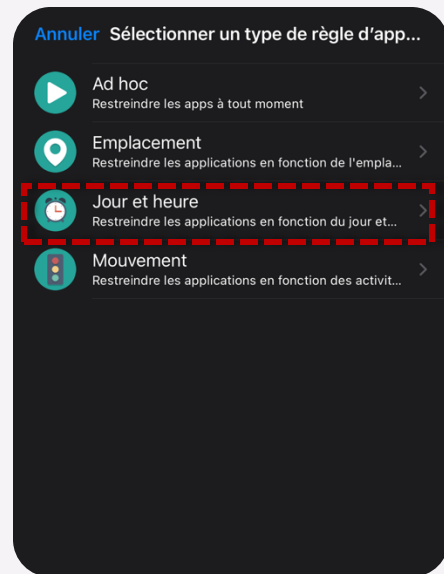 Annuler Sélectionner un type de règle d'app...
Ad hoc
Restreindre les apps à tout moment
Emplacement
Restreindre les applications en fonction de l'empla...
Jour et heure
Restreindre les applications en fonction du jour et...
Mouvement
Restreindre les applications en fonction des activit...